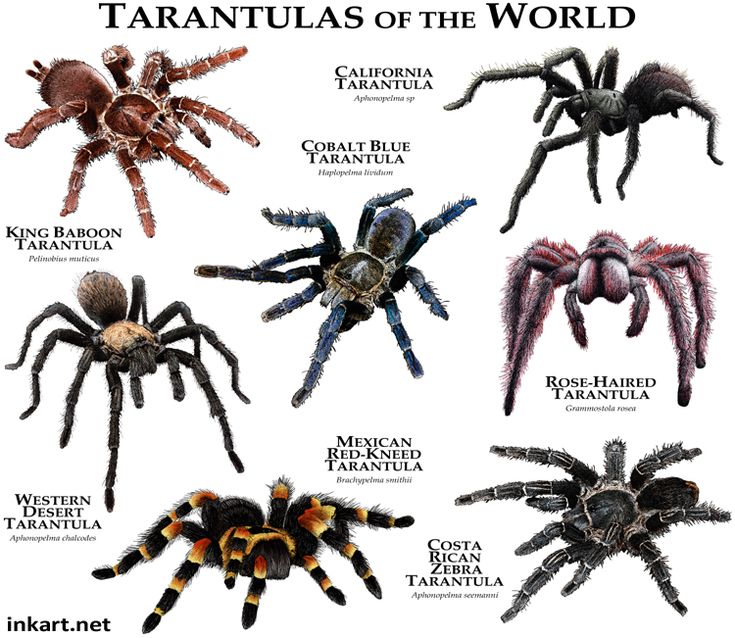 TARANTULAS OF THE WORLD
CALIFORNIA
TARANTULA
Aphonopelma sp
COBALT BLUE
TARANTULA
Haplopelma lividum
KING BABOON
TARANTULA
Pelinobius muticus
ROSE-HAIRED
TARANTULA
Grammostola rosea
MEXICAN
RED-KNEED
TARANTULA
Brachypelma smithii
WESTERN
DESERT
TARANTULA
Aphonopelma chalcodes
COSTA
RICAN
ZEBRA
TARANTULA
Aphonopelma seemanni
inkart.net